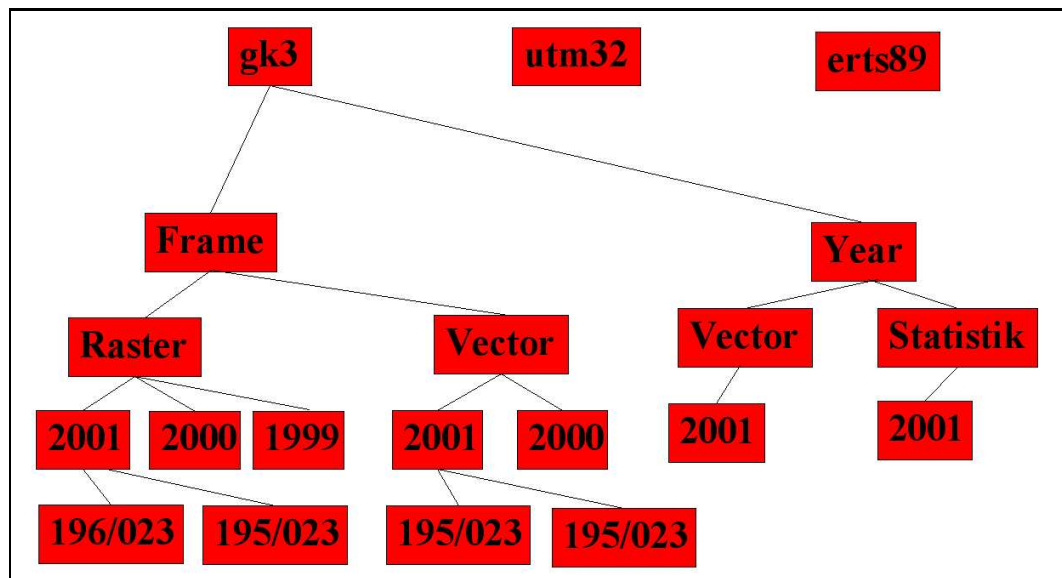 gk3
utm32
erts89
Frame
Year
Raster
Vector
Vector
Statistik
2001
2000
1999
2001
2000
2001
2001
196/023
195/023
195/023
195/023